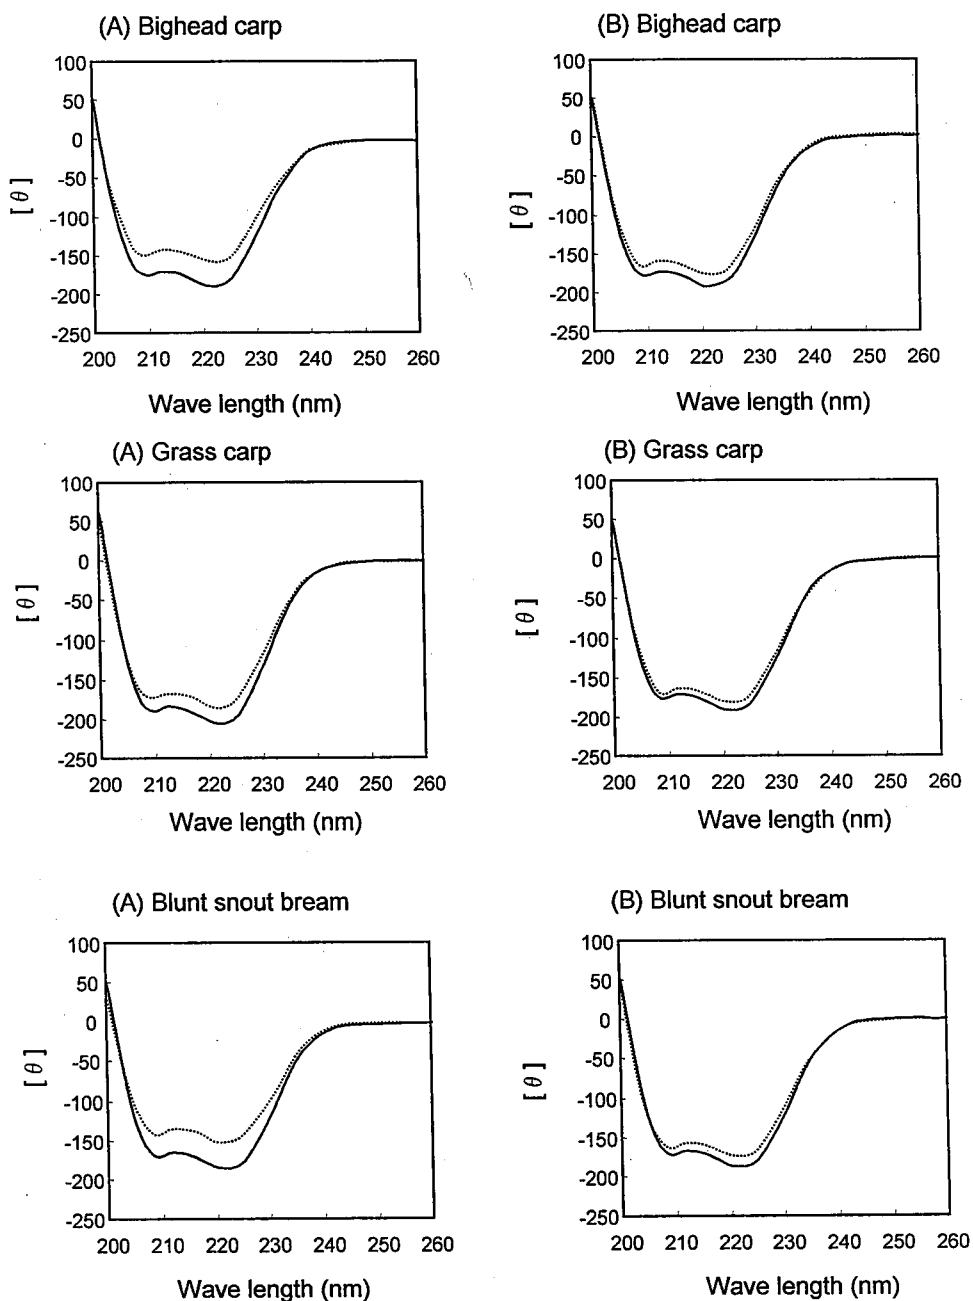 (A) Bighead carp
100
50
0
-50
-100
-150
-200
-250
[ θ ]
200 210 220 230 240 250 260
Wave length (nm)
(B) Bighead carp
100
50
0
-50
-100
-150
-200
-250
[ θ ]
200 210 220 230 240 250 260
Wave length (nm)
(A) Grass carp
100
50
0
-50
-100
-150
-200
-250
[ θ ]
200 210 220 230 240 250 260
Wave length (nm)
(B) Grass carp
100
50
0
-50
-100
-150
-200
-250
[ θ ]
200 210 220 230 240 250 260
Wave length (nm)
(A) Blunt snout bream
100
50
0
-50
-100
-150
-200
-250
[ θ ]
200 210 220 230 240 250 260
Wave length (nm)
(B) Blunt snout bream
100
50
0
-50
-100
-150
-200
-250
[ θ ]
200 210 220 230 240 250 260
Wave length (nm)